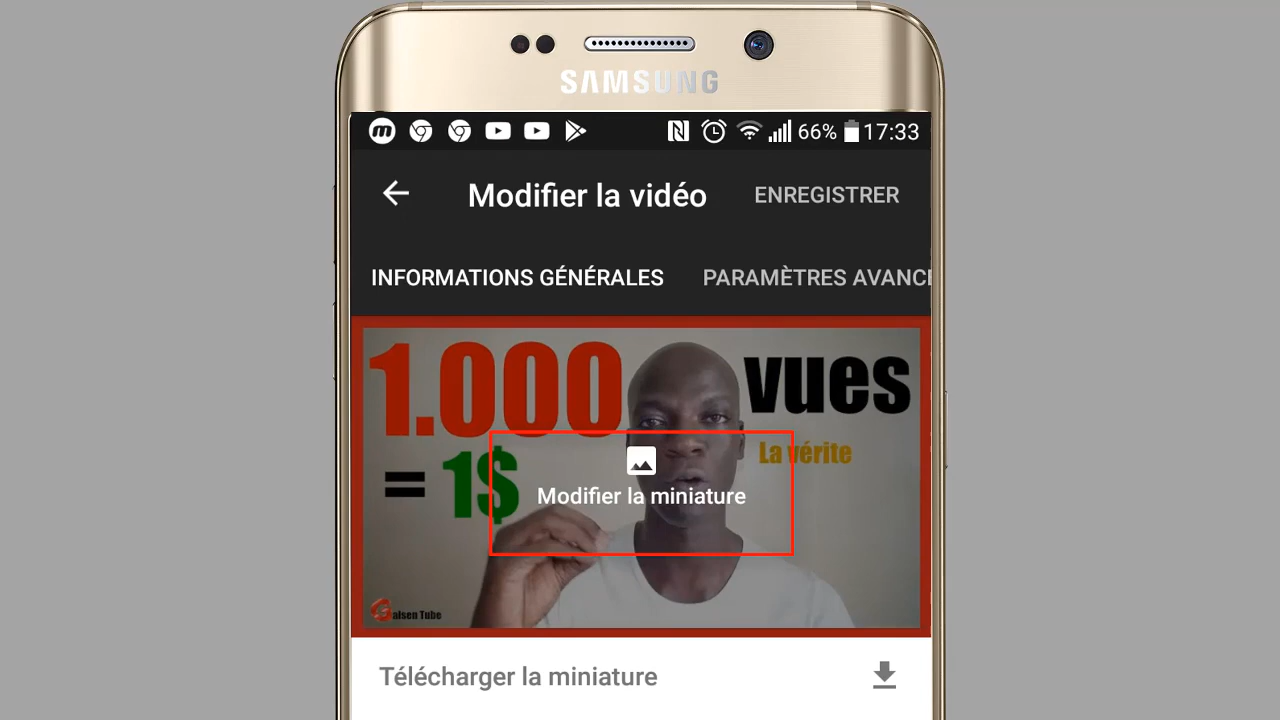 SAMSUNG
66% 17:33
Modifier la vidéo ENREGISTRER
INFORMATIONS GÉNÉRALES PARAMÈTRES AVANC
1.000 vues
La vérite
= 1$
Modifier la miniature
Galsen Tube
Télécharger la miniature